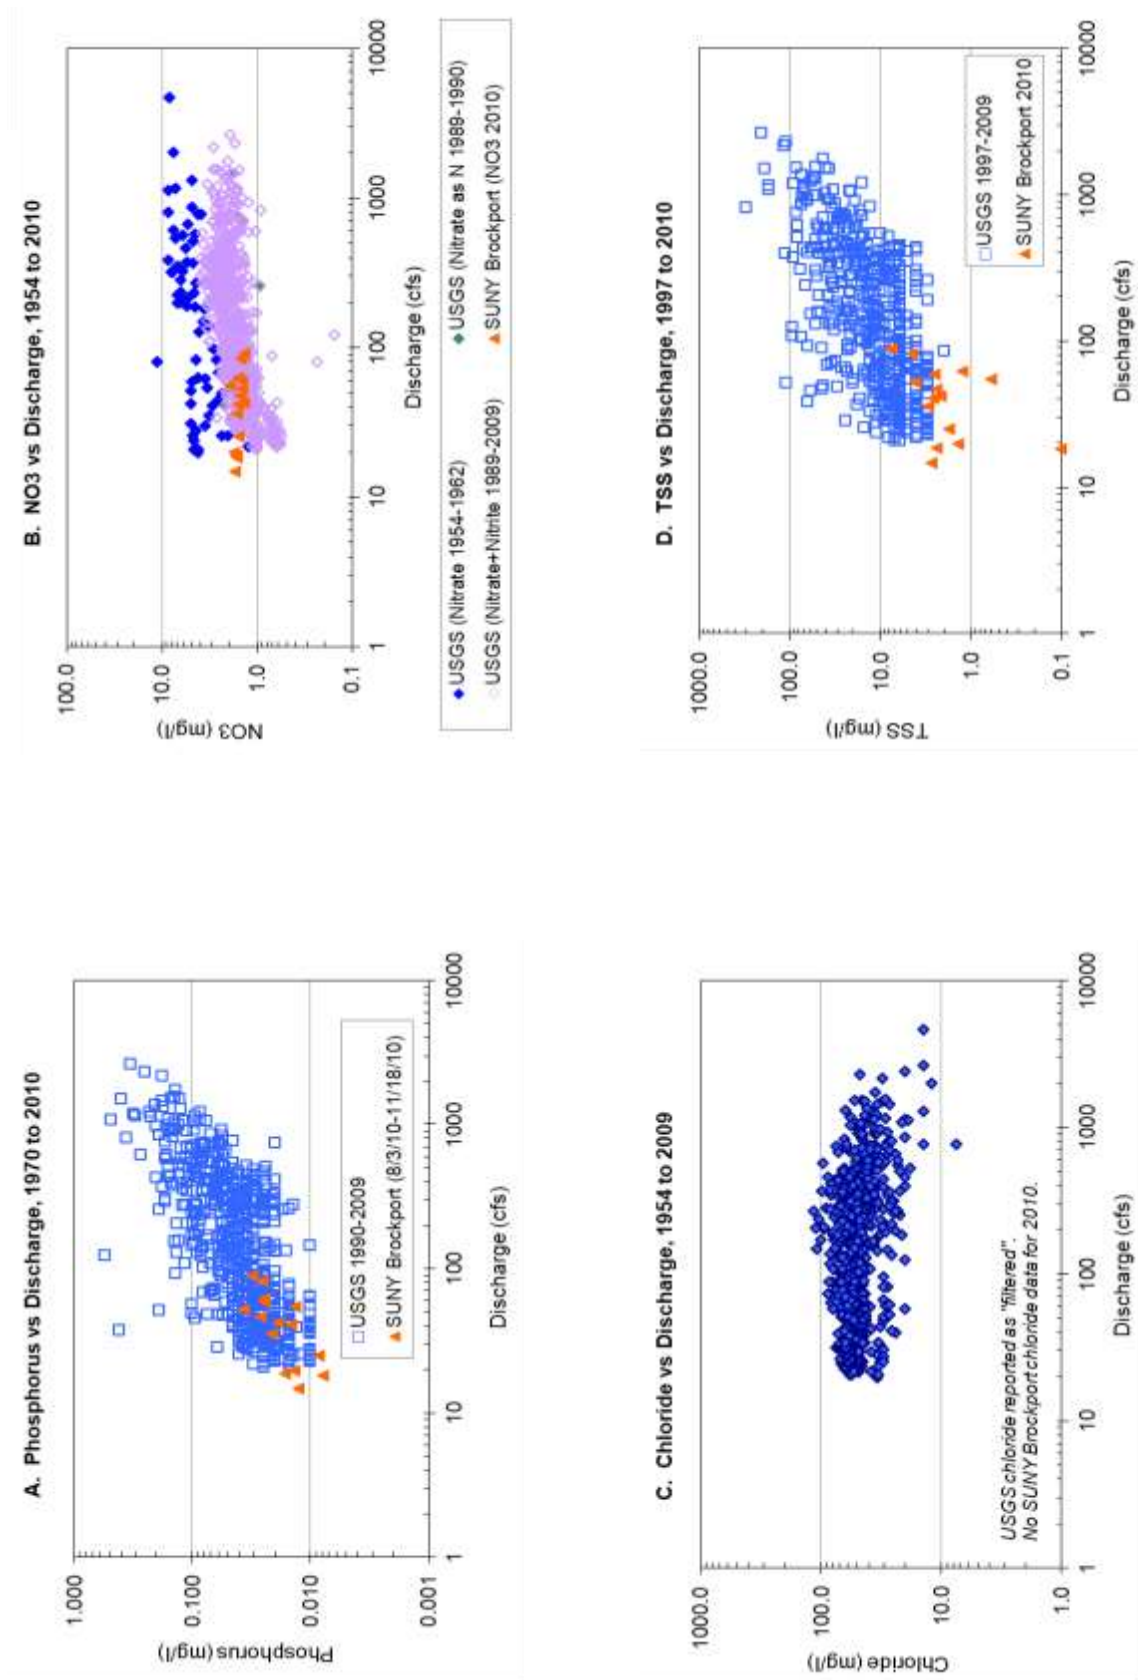 A. Phosphorus vs Discharge, 1970 to 2010
1.000
0.100
0.010
0.001
Phosphorus (mg/l)
1
10
100
1000
10000
Discharge (cfs)
USGS 1990-2009
SUNY Brockport (8/3/10-11/18/10)
B. NO3 vs Discharge, 1954 to 2010
100.0
10.0
1.0
0.1
NO3 (mg/l)
1
10
100
1000
10000
Discharge (cfs)
USGS (Nitrate 1954-1962)
USGS (Nitrate as N 1989-1990)
USGS (Nitrate+Nitrite 1989-2009)
SUNY Brockport (NO3 2010)
C. Chloride vs Discharge, 1954 to 2009
1000.0
100.0
10.0
1.0
Chloride (mg/l)
USGS chloride reported as "filtered".
No SUNY Brockport chloride data for 2010.
1
10
100
1000
10000
Discharge (cfs)
D. TSS vs Discharge, 1997 to 2010
1000.0
100.0
10.0
1.0
0.1
TSS (mg/l)
USGS 1997-2009
SUNY Brockport 2010
1
10
100
1000
10000
Discharge (cfs)